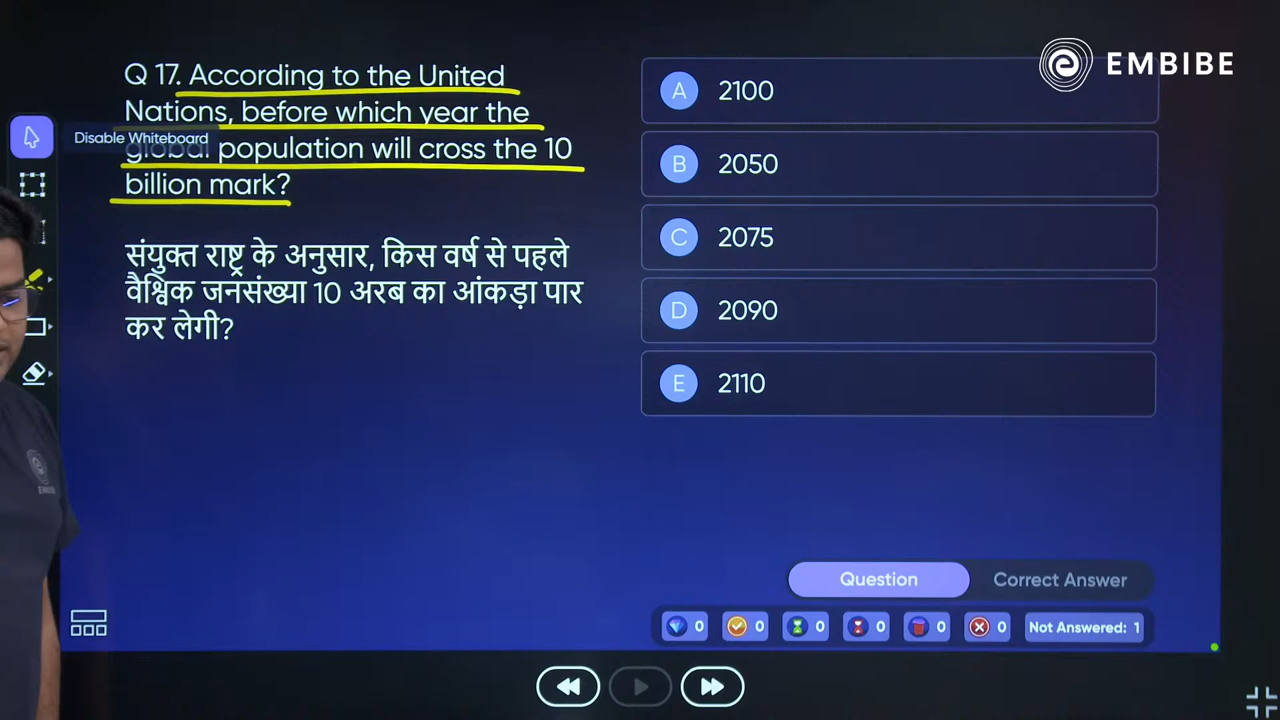 EMBIBE
Q 17. According to the United
Nations, before which year the
Disable Whiteboard
global population will cross the 10
billion mark?
संयुक्त राष्ट्र के अनुसार, किस वर्ष से पहले
वैश्विक जनसंख्या 10 अरब का आंकड़ा पार
कर लेगी?
A 2100
B 2050
C 2075
D 2090
E 2110
Question
Correct Answer
0 0 0 0 0 0 Not Answered: 1